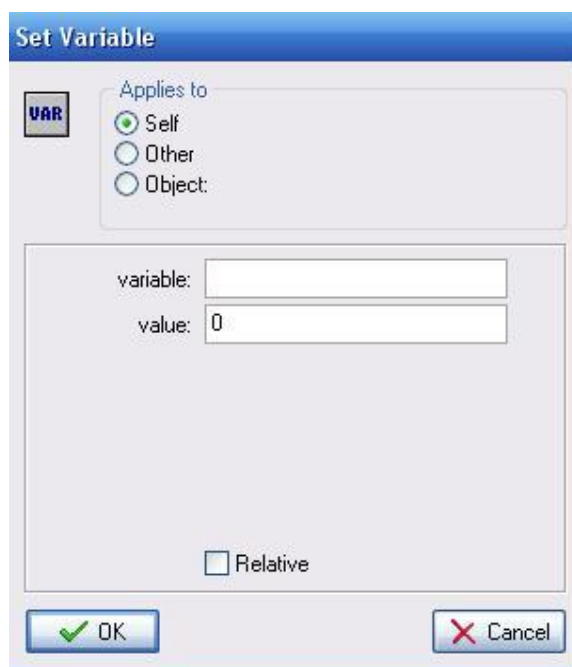 Set Variable
VAR
Applies to
Self
Other
Object:
variable:
value: 0
Relative
OK
Cancel